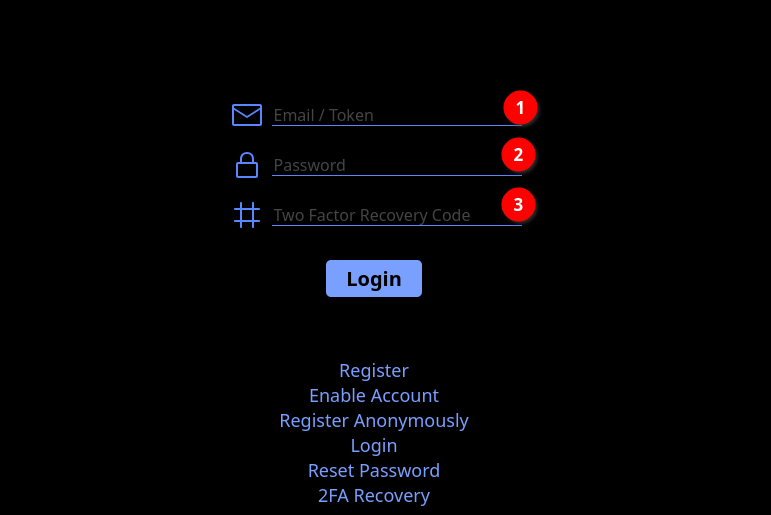 Email / Token 1
Password 2
Two Factor Recovery Code 3
Login
Register
Enable Account
Register Anonymously
Login
Reset Password
2FA Recovery